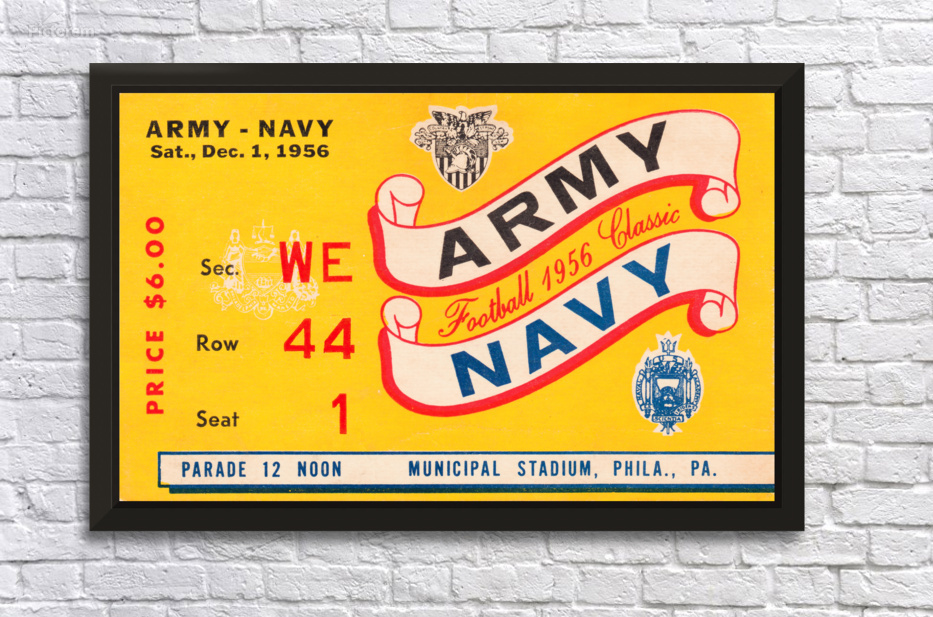 ARMY - NAVY
Sat., Dec. 1, 1956
PRICE $6.00
Sec. WE
Row 44
Seat 1
ARMY
Football 1956 Classic
NAVY
PARADE 12 NOON MUNICIPAL STADIUM, PHILA., PA.